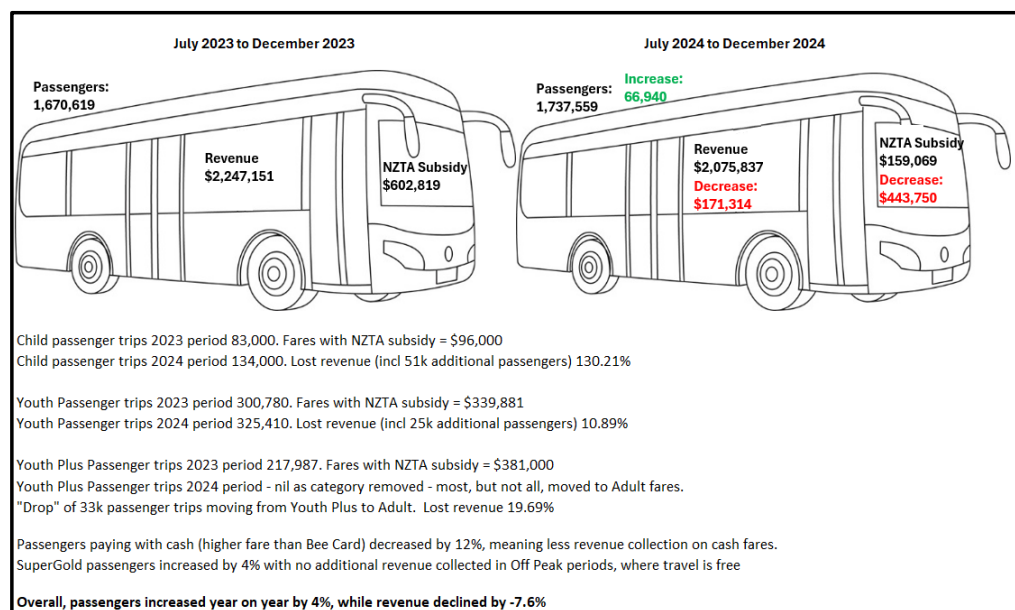 July 2023 to December 2023
Passengers:
1,670,619
Revenue
$2,247,151
NZTA Subsidy
$602,819
July 2024 to December 2024
Passengers:
1,737,559
Increase:
66,940
Revenue
$2,075,837
Decrease:
$171,314
NZTA Subsidy
$159,069
Decrease:
$443,750
Child passenger trips 2023 period 83,000. Fares with NZTA subsidy = $96,000
Child passenger trips 2024 period 134,000. Lost revenue (incl 51k additional passengers) 130.21%
Youth Passenger trips 2023 period 300,780. Fares with NZTA subsidy = $339,881
Youth Passenger trips 2024 period 325,410. Lost revenue (incl 25k additional passengers) 10.89%
Youth Plus Passenger trips 2023 period 217,987. Fares with NZTA subsidy = $381,000
Youth Plus Passenger trips 2024 period - nil as category removed - most, but not all, moved to Adult fares.
"Drop" of 33k passenger trips moving from Youth Plus to Adult.  Lost revenue 19.69%
Passengers paying with cash (higher fare than Bee Card) decreased by 12%, meaning less revenue collection on cash fares.
SuperGold passengers increased by 4% with no additional revenue collected in Off Peak periods, where travel is free
Overall, passengers increased year on year by 4%, while revenue declined by -7.6%